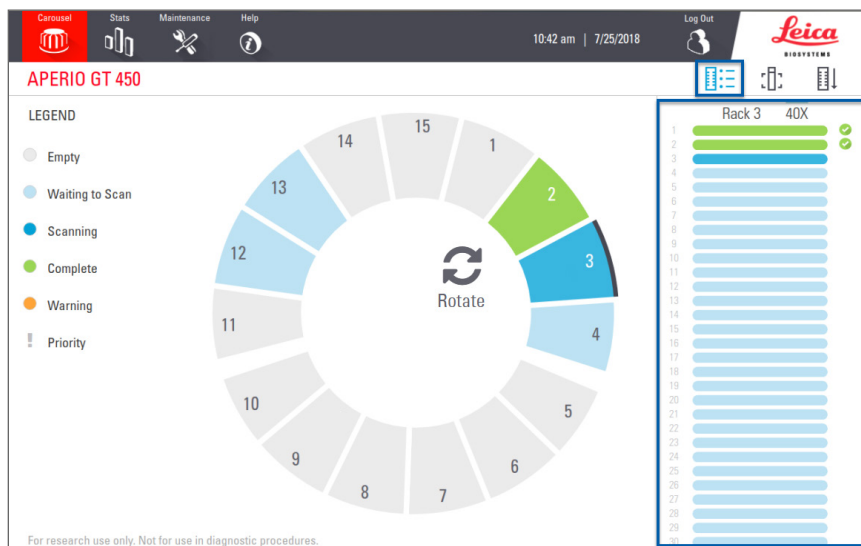 Carousel Stats Maintenance Help
10:42 am | 7/25/2018
Log Out
Leica
BIOSYSTEMS
APERIO GT 450
LEGEND
Empty
Waiting to Scan
Scanning
Complete
Warning
! Priority
15
1
2
3
4
5
6
7
8
9
10
11
12
13
14
Rotate
Rack 3 40X
1
2
3
4
5
6
7
8
9
10
11
12
13
14
15
16
17
18
19
20
21
22
23
24
25
26
27
28
29
30
For research use only. Not for use in diagnostic procedures.